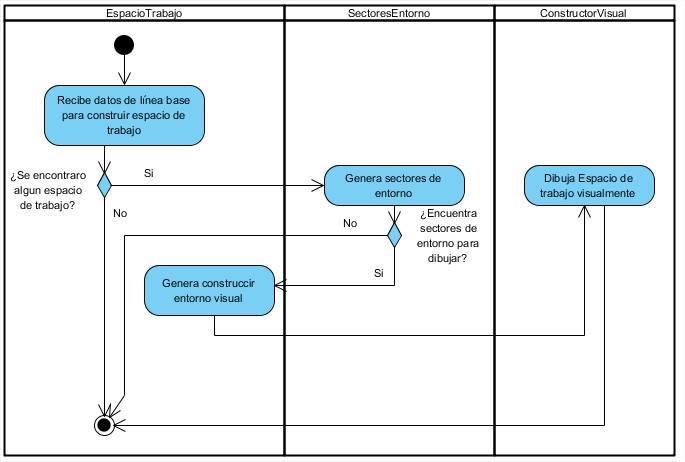 EspacioTrabajo
SectoresEntorno
ConstructorVisual
Recibe datos de línea base
para construir espacio de
trabajo
¿Se encontraro
algun espacio
de trabajo?
Si
No
Genera sectores de
entorno
¿Encuentra
sectores de
entorno para
dibujar?
No
Si
Genera construccir
entorno visual
Dibuja Espacio de
trabajo visualmente